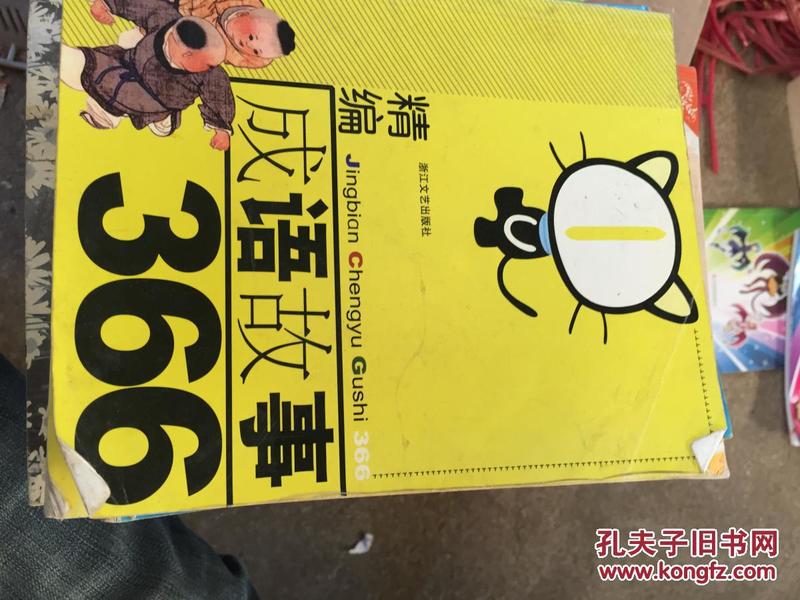 精编
成语故事
366
Jingbian Chengyu Gushi 366
浙江文艺出版社
孔夫子旧书网
www.kongfz.com